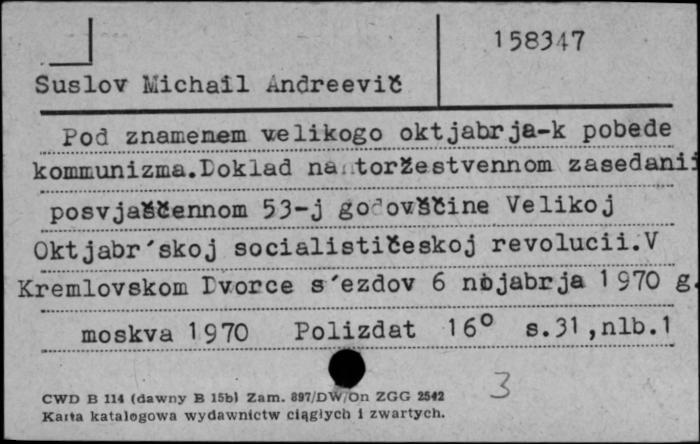 158347
Suslov Michail Andreevič
Pod znamenem velikogo oktjabrja-k pobede
kommunizma.Doklad na toržestvennom zasedanii
posvjaščennom 53-j godovščine Velikoj
Oktjabr´skoj socialističeskoj revolucii.V
Kremlovskom Dvorce s´ezdov 6 nojabrja 1970 g.
moskva 1970 Polizdat 16° s.31,nlb.1
3
CWD B 114 (dawny B 15b) Zam. 897/DW/On ZGG 2542
Karta katalogowa wydawnictw ciągłych i zwartych.